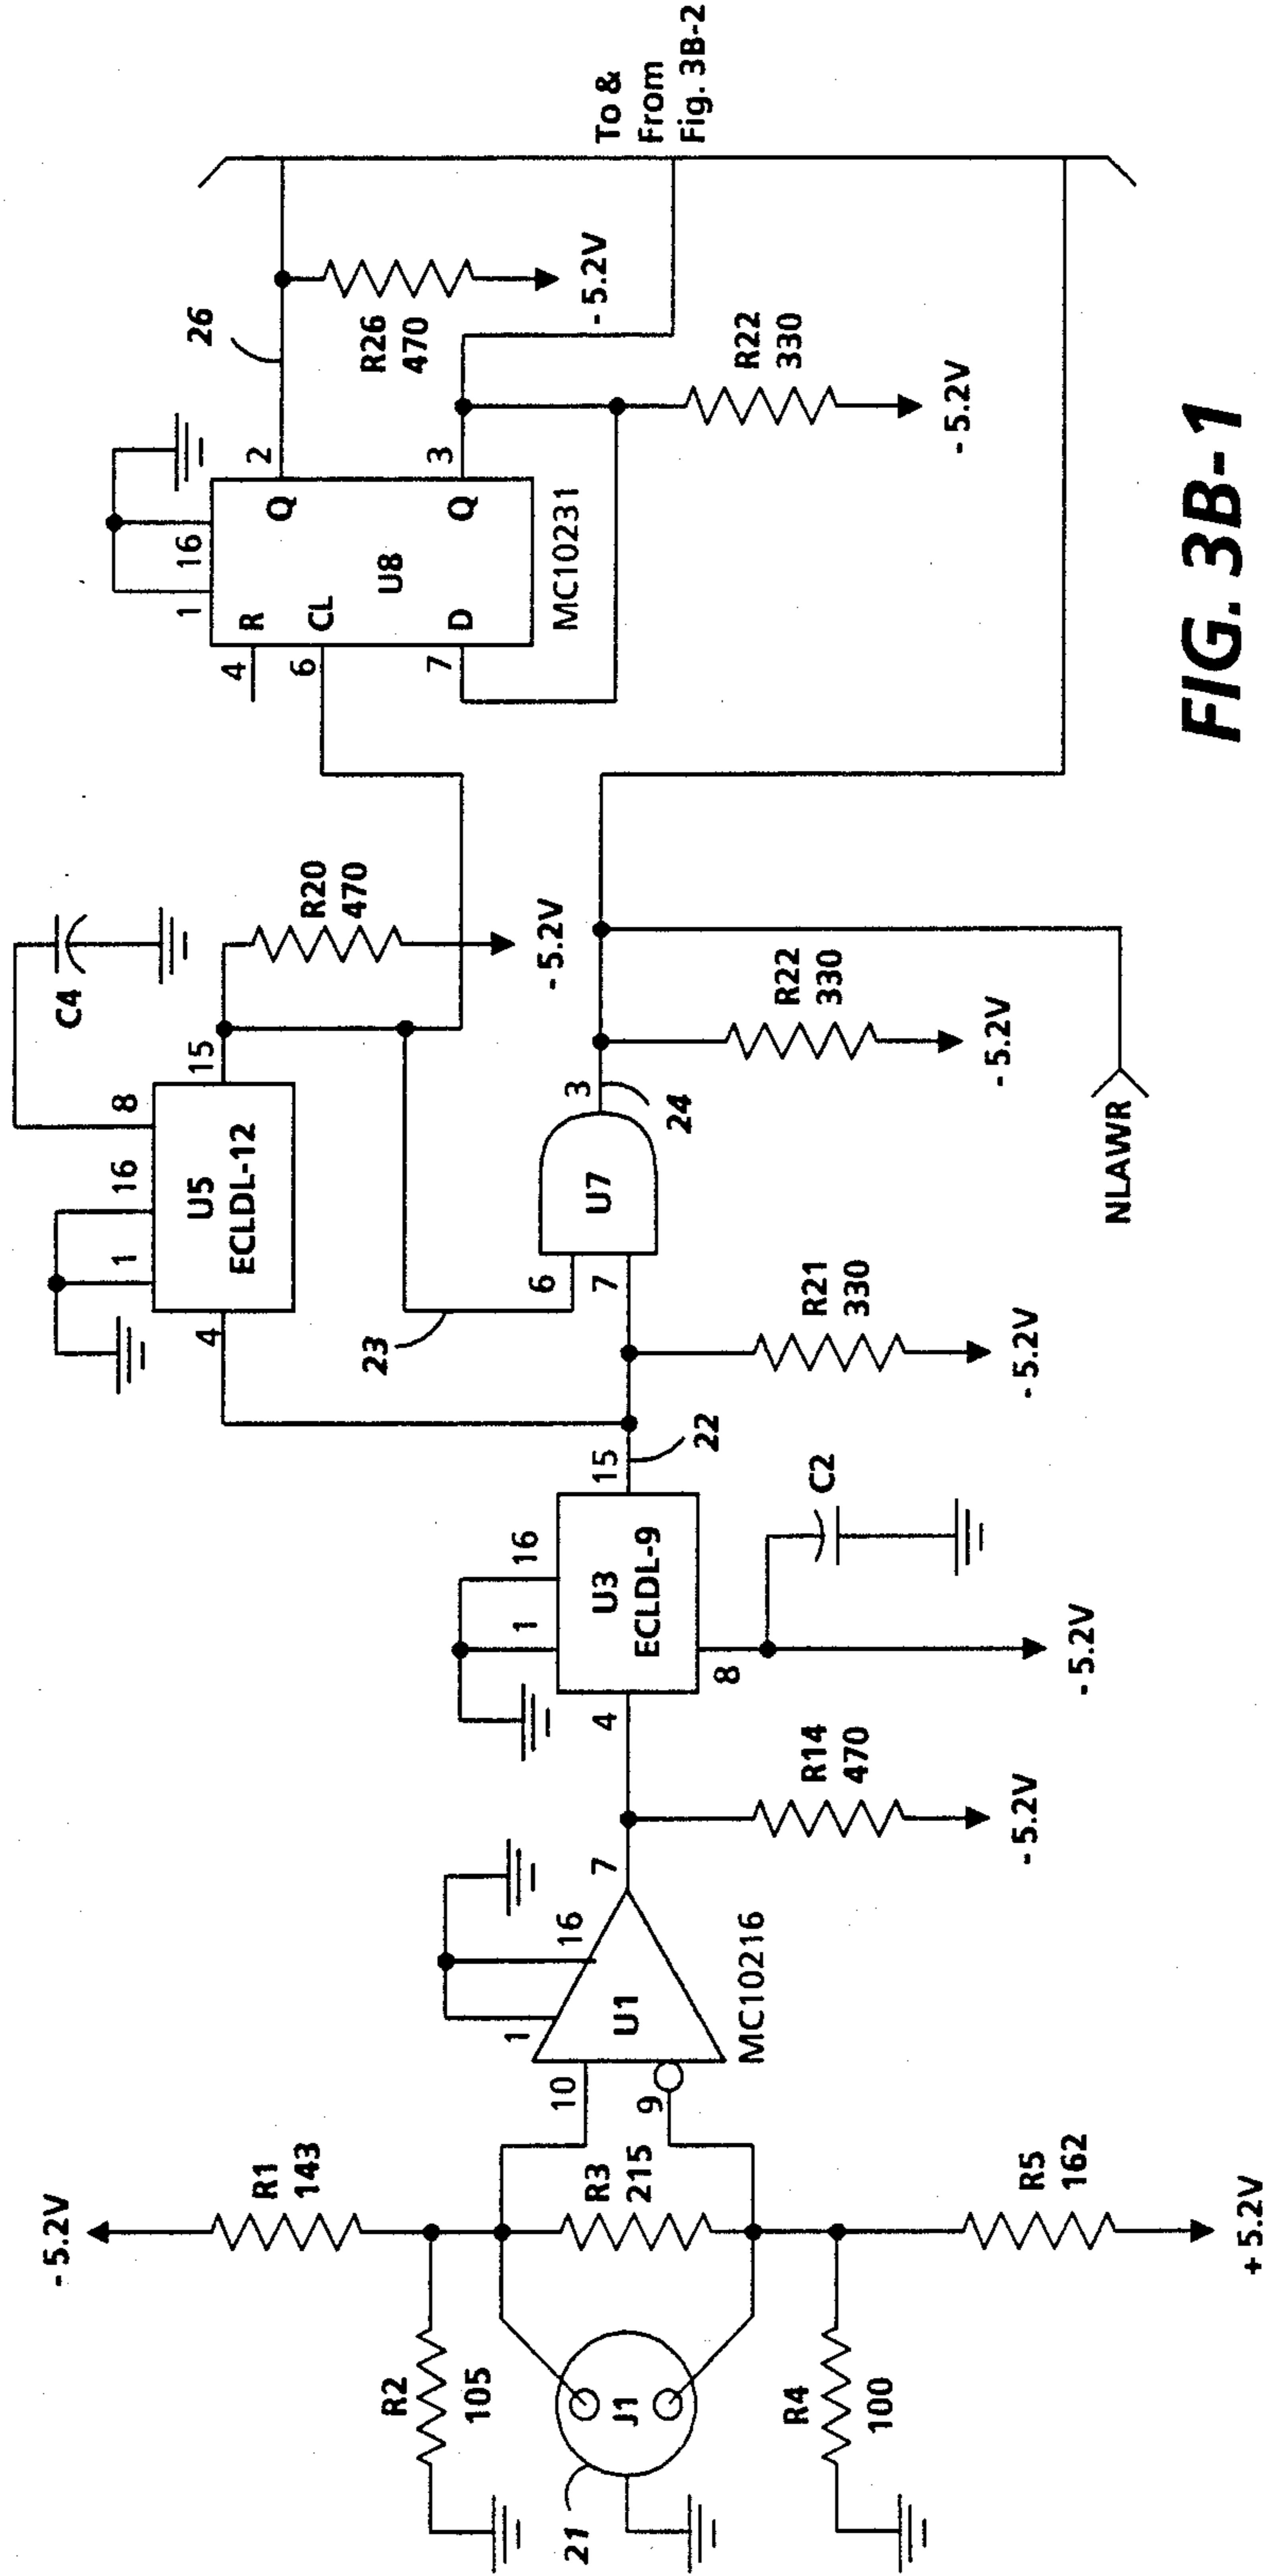 -5.2V
R1
143
R2
105
21
J1
R3
215
R4
100
R5
162
+5.2V
10
9
1
16
U1
7
MC10216
R14
470
-5.2V
4
1
16
U3
ECLDL-9
15
8
C2
-5.2V
22
R21
330
-5.2V
4
1
16
8
U5
ECLDL-12
15
C4
R20
470
-5.2V
23
6
7
U7
3
24
R22
330
-5.2V
NLAWR
1
16
4
R
6
CL
7
D
U8
Q
2
Q
3
MC10231
26
R26
470
-5.2V
R22
330
-5.2V
To &
From
Fig. 3B-2
FIG. 3B-1